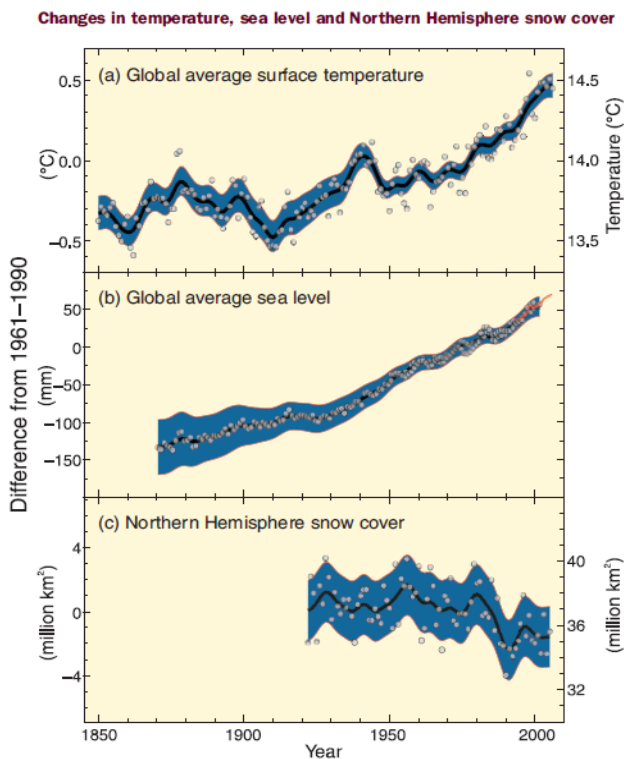 Changes in temperature, sea level and Northern Hemisphere snow cover
(a) Global average surface temperature
0.5
0.0
−0.5
(°C)
14.5
14.0
13.5
Temperature (°C)
Difference from 1961–1990
(b) Global average sea level
50
0
−50
−100
−150
(mm)
(c) Northern Hemisphere snow cover
4
0
−4
(million km²)
40
36
32
(million km²)
1850
1900
1950
2000
Year